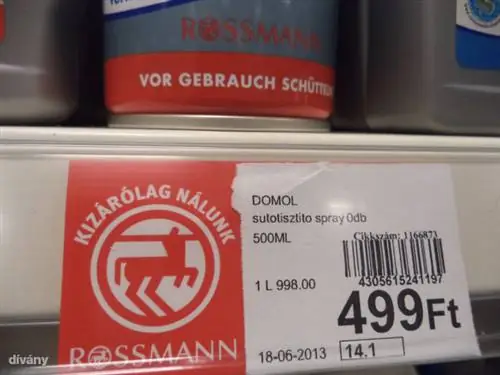 ROSSMANN
VOR GEBRAUCH SCHÜTTELN
KIZÁRÓLAG NÁLUNK
ROSSMANN
DOMOL
sutotisztito spray 0db
500ML
Cikkszám: 1166873
4305615241197
1 L 998.00
499Ft
18-06-2013
14.1
dívány